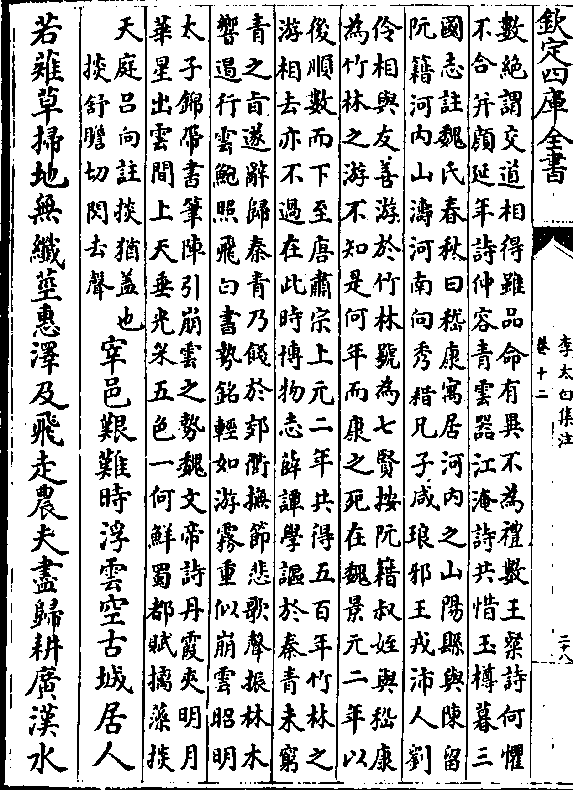 欽定四庫全書
李太白集注
卷十二
二十八
數絕謂交道相得雖品命有異不為禮數王粲詩何懼
不合并顔延年詩仲容青雲器江淹詩共惜玉樽暮三
國志註魏氏春秋曰嵇康寓居河内之山陽縣與陳留
阮籍河内山濤河南向秀籍凡子咸琅邪王戎沛人劉
伶相與友善游於竹林號為七賢按阮籍叔姪與嵇康
為竹林之游不知是何年而康之死在魏景元二年以
後順數而下至唐肅宗上元二年共得五百年竹林之
游相去亦不過在此時博物志薛譚學謳於秦青未窮
青之㫖遂辭歸秦青乃餞於郊衢撫節悲歌聲振林木
響遏行雲鮑照飛白書勢銘輕如游霧重似崩雲昭明
太子錦帶書筆陣引崩雲之勢魏文帝詩丹霞夾明月
華星出雲間上天垂光采五色一何鮮蜀都賦摛藻掞
天庭吕向註掞猶盖也
掞舒贍切閃去聲
宰邑艱難時浮雲空古城居人
若薙草掃地無纖莖惠澤及飛走農夫盡歸耕廣漢水